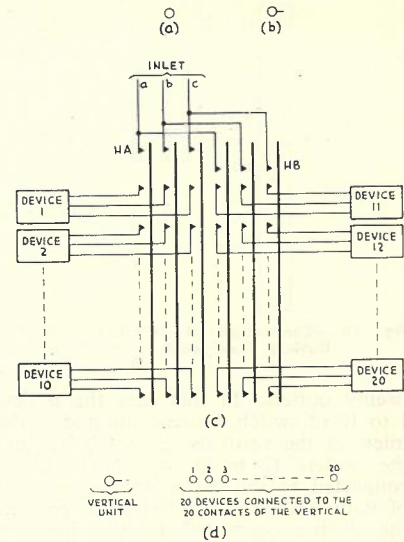 (a) (b)
INLET
a b c
HA HB
DEVICE 1 DEVICE 11
DEVICE 2 DEVICE 12
DEVICE 10 DEVICE 20
(c)
1 2 3 20
VERTICAL UNIT
20 DEVICES CONNECTED TO THE
20 CONTACTS OF THE VERTICAL
(d)